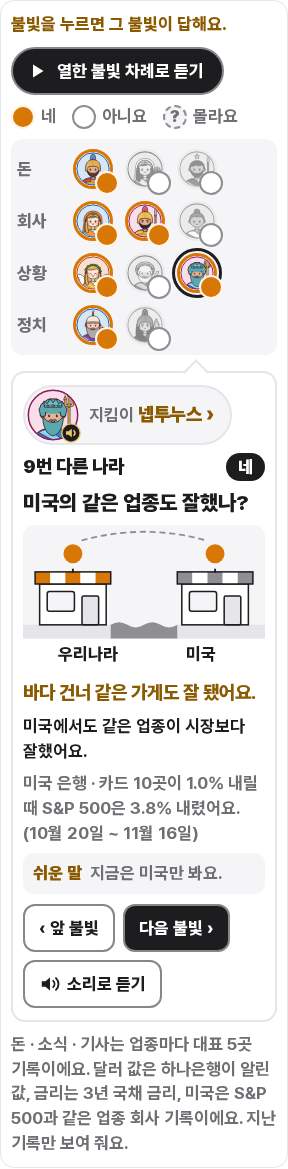 불빛을 누르면 그 불빛이 답해요.
▶ 열한 불빛 차례로 듣기
네 아니요 ? 몰라요
돈
회사
상황
정치
지킴이 넵투누스 ›
9번 다른 나라 네
미국의 같은 업종도 잘했나?
우리나라 미국
바다 건너 같은 가게도 잘 됐어요.
미국에서도 같은 업종이 시장보다
잘했어요.
미국 은행·카드 10곳이 1.0% 내릴
때 S&P 500은 3.8% 내렸어요.
(10월 20일 ~ 11월 16일)
쉬운 말 지금은 미국만 봐요.
‹ 앞 불빛 다음 불빛 ›
소리로 듣기
돈·소식·기사는 업종마다 대표 5곳
기록이에요. 달러 값은 하나은행이 알린
값, 금리는 3년 국채 금리, 미국은 S&P
500과 같은 업종 회사 기록이에요. 지난
기록만 보여 줘요.